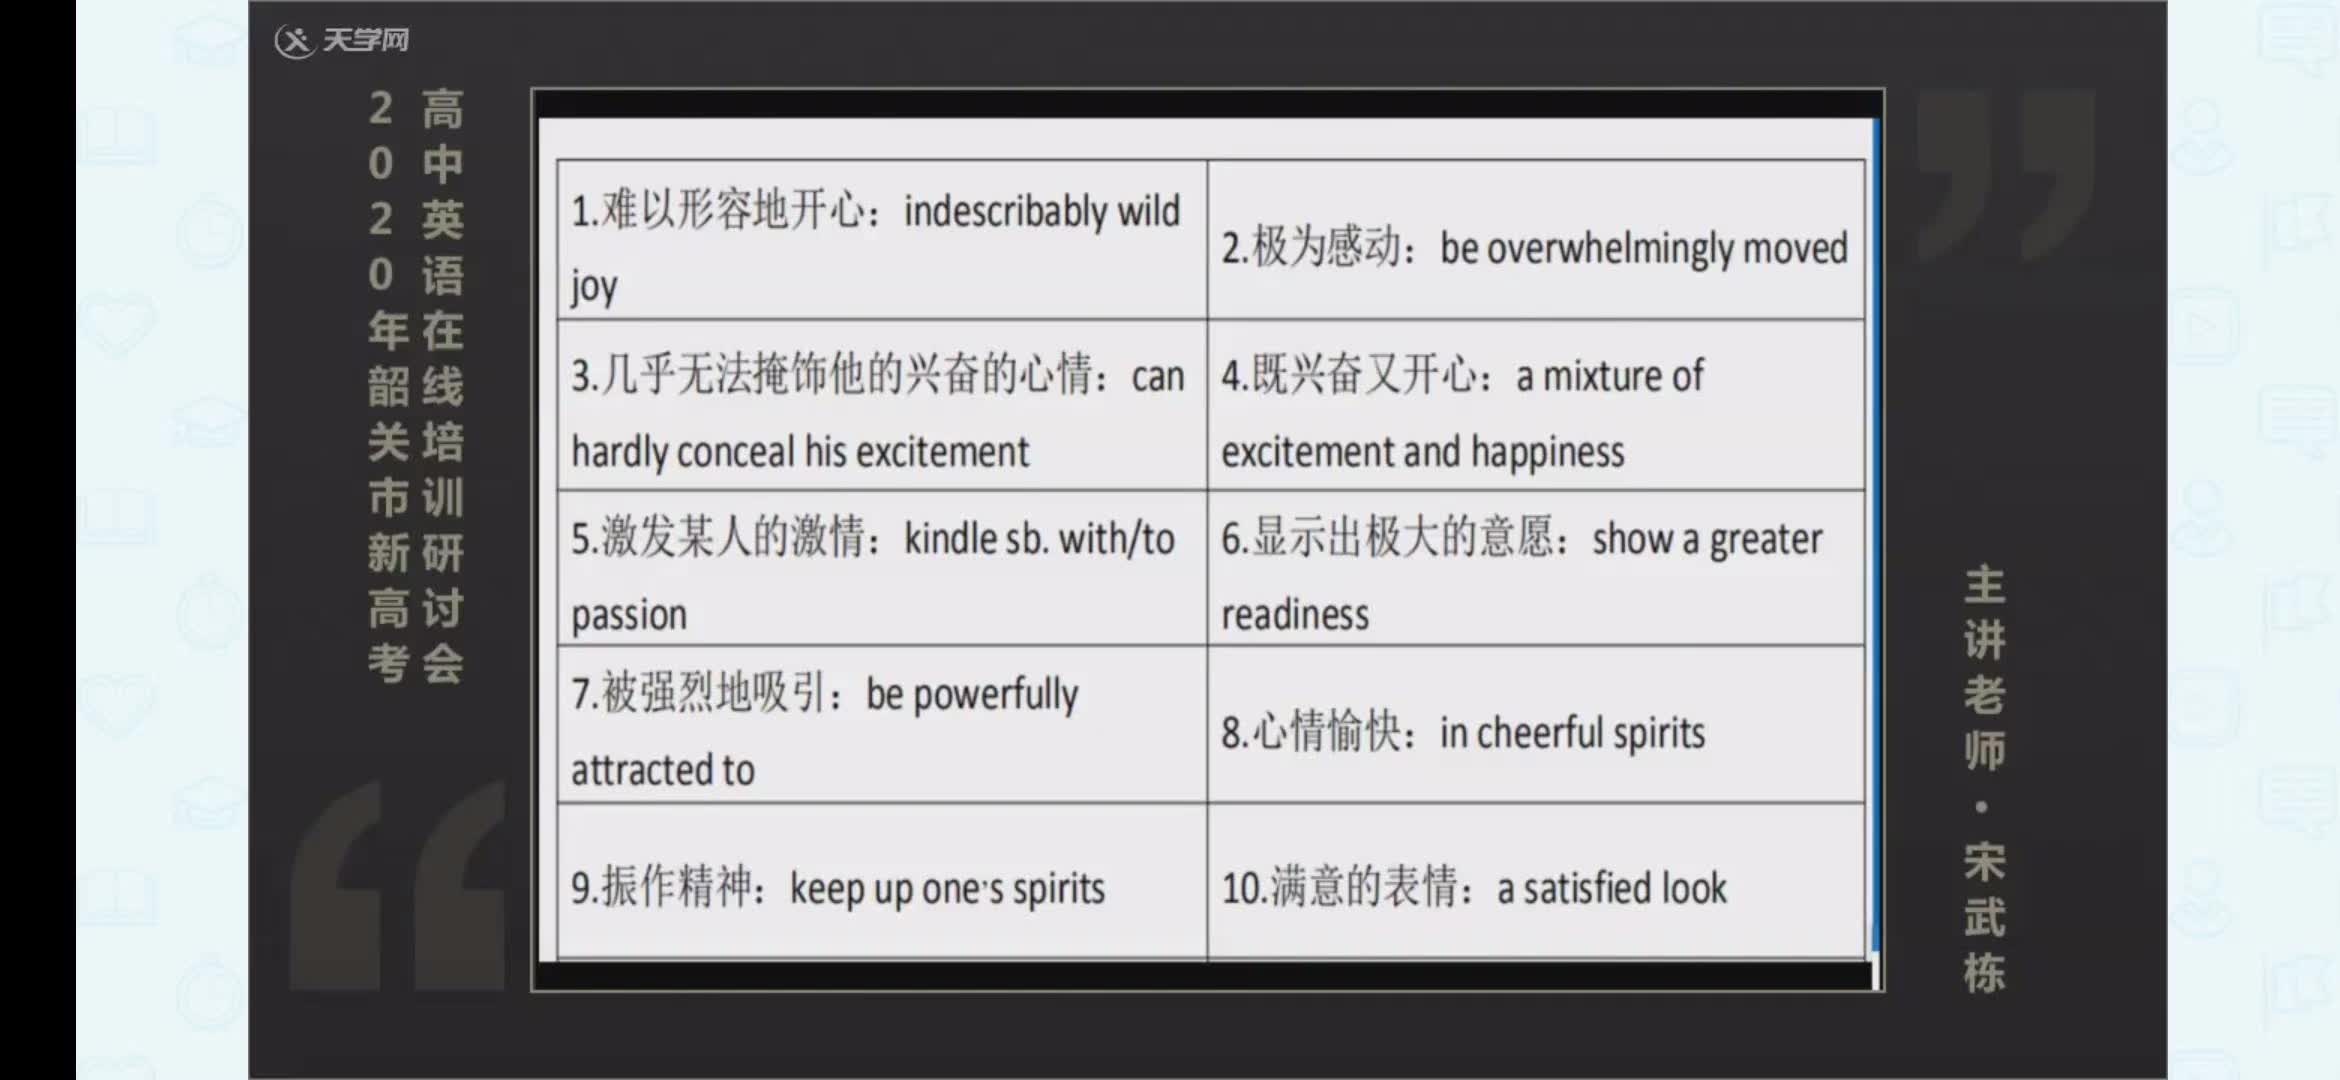 天学网
2020年韶关市新高考
高中英语在线培训研讨会
1.难以形容地开心：indescribably wild
joy
2.极为感动：be overwhelmingly moved
3.几乎无法掩饰他的兴奋的心情：can
hardly conceal his excitement
4.既兴奋又开心：a mixture of
excitement and happiness
5.激发某人的激情：kindle sb. with/to
passion
6.显示出极大的意愿：show a greater
readiness
7.被强烈地吸引：be powerfully
attracted to
8.心情愉快：in cheerful spirits
9.振作精神：keep up one's spirits
10.满意的表情：a satisfied look
主讲老师·宋武栋